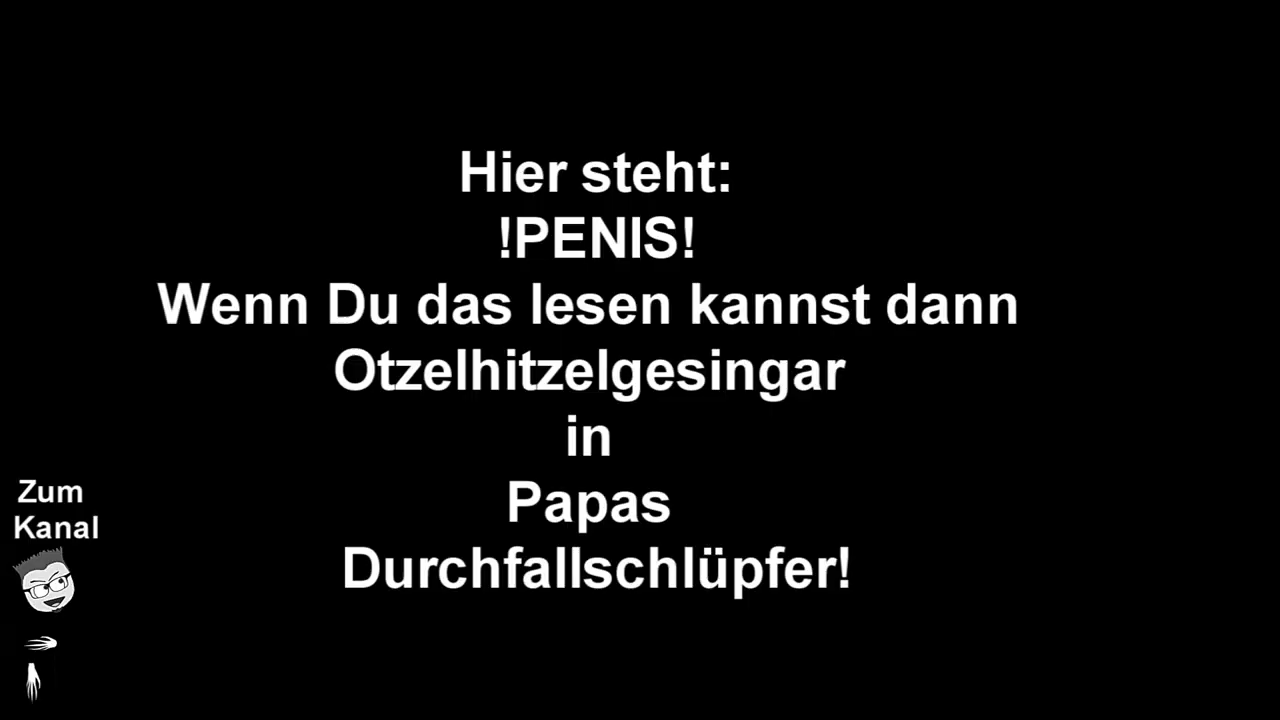 Hier steht:
!PENIS!
Wenn Du das lesen kannst dann
Otzelhitzelgesingar
in
Papas
Durchfallschlüpfer!
Zum
Kanal